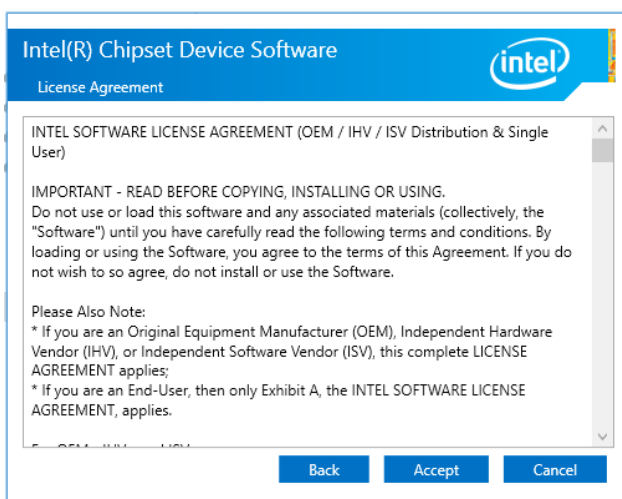 Intel(R) Chipset Device Software
License Agreement
intel
INTEL SOFTWARE LICENSE AGREEMENT (OEM / IHV / ISV Distribution & Single
User)
IMPORTANT - READ BEFORE COPYING, INSTALLING OR USING.
Do not use or load this software and any associated materials (collectively, the
"Software") until you have carefully read the following terms and conditions. By
loading or using the Software, you agree to the terms of this Agreement. If you do
not wish to so agree, do not install or use the Software.
Please Also Note:
* If you are an Original Equipment Manufacturer (OEM), Independent Hardware
Vendor (IHV), or Independent Software Vendor (ISV), this complete LICENSE
AGREEMENT applies;
* If you are an End-User, then only Exhibit A, the INTEL SOFTWARE LICENSE
AGREEMENT, applies.
Back Accept Cancel